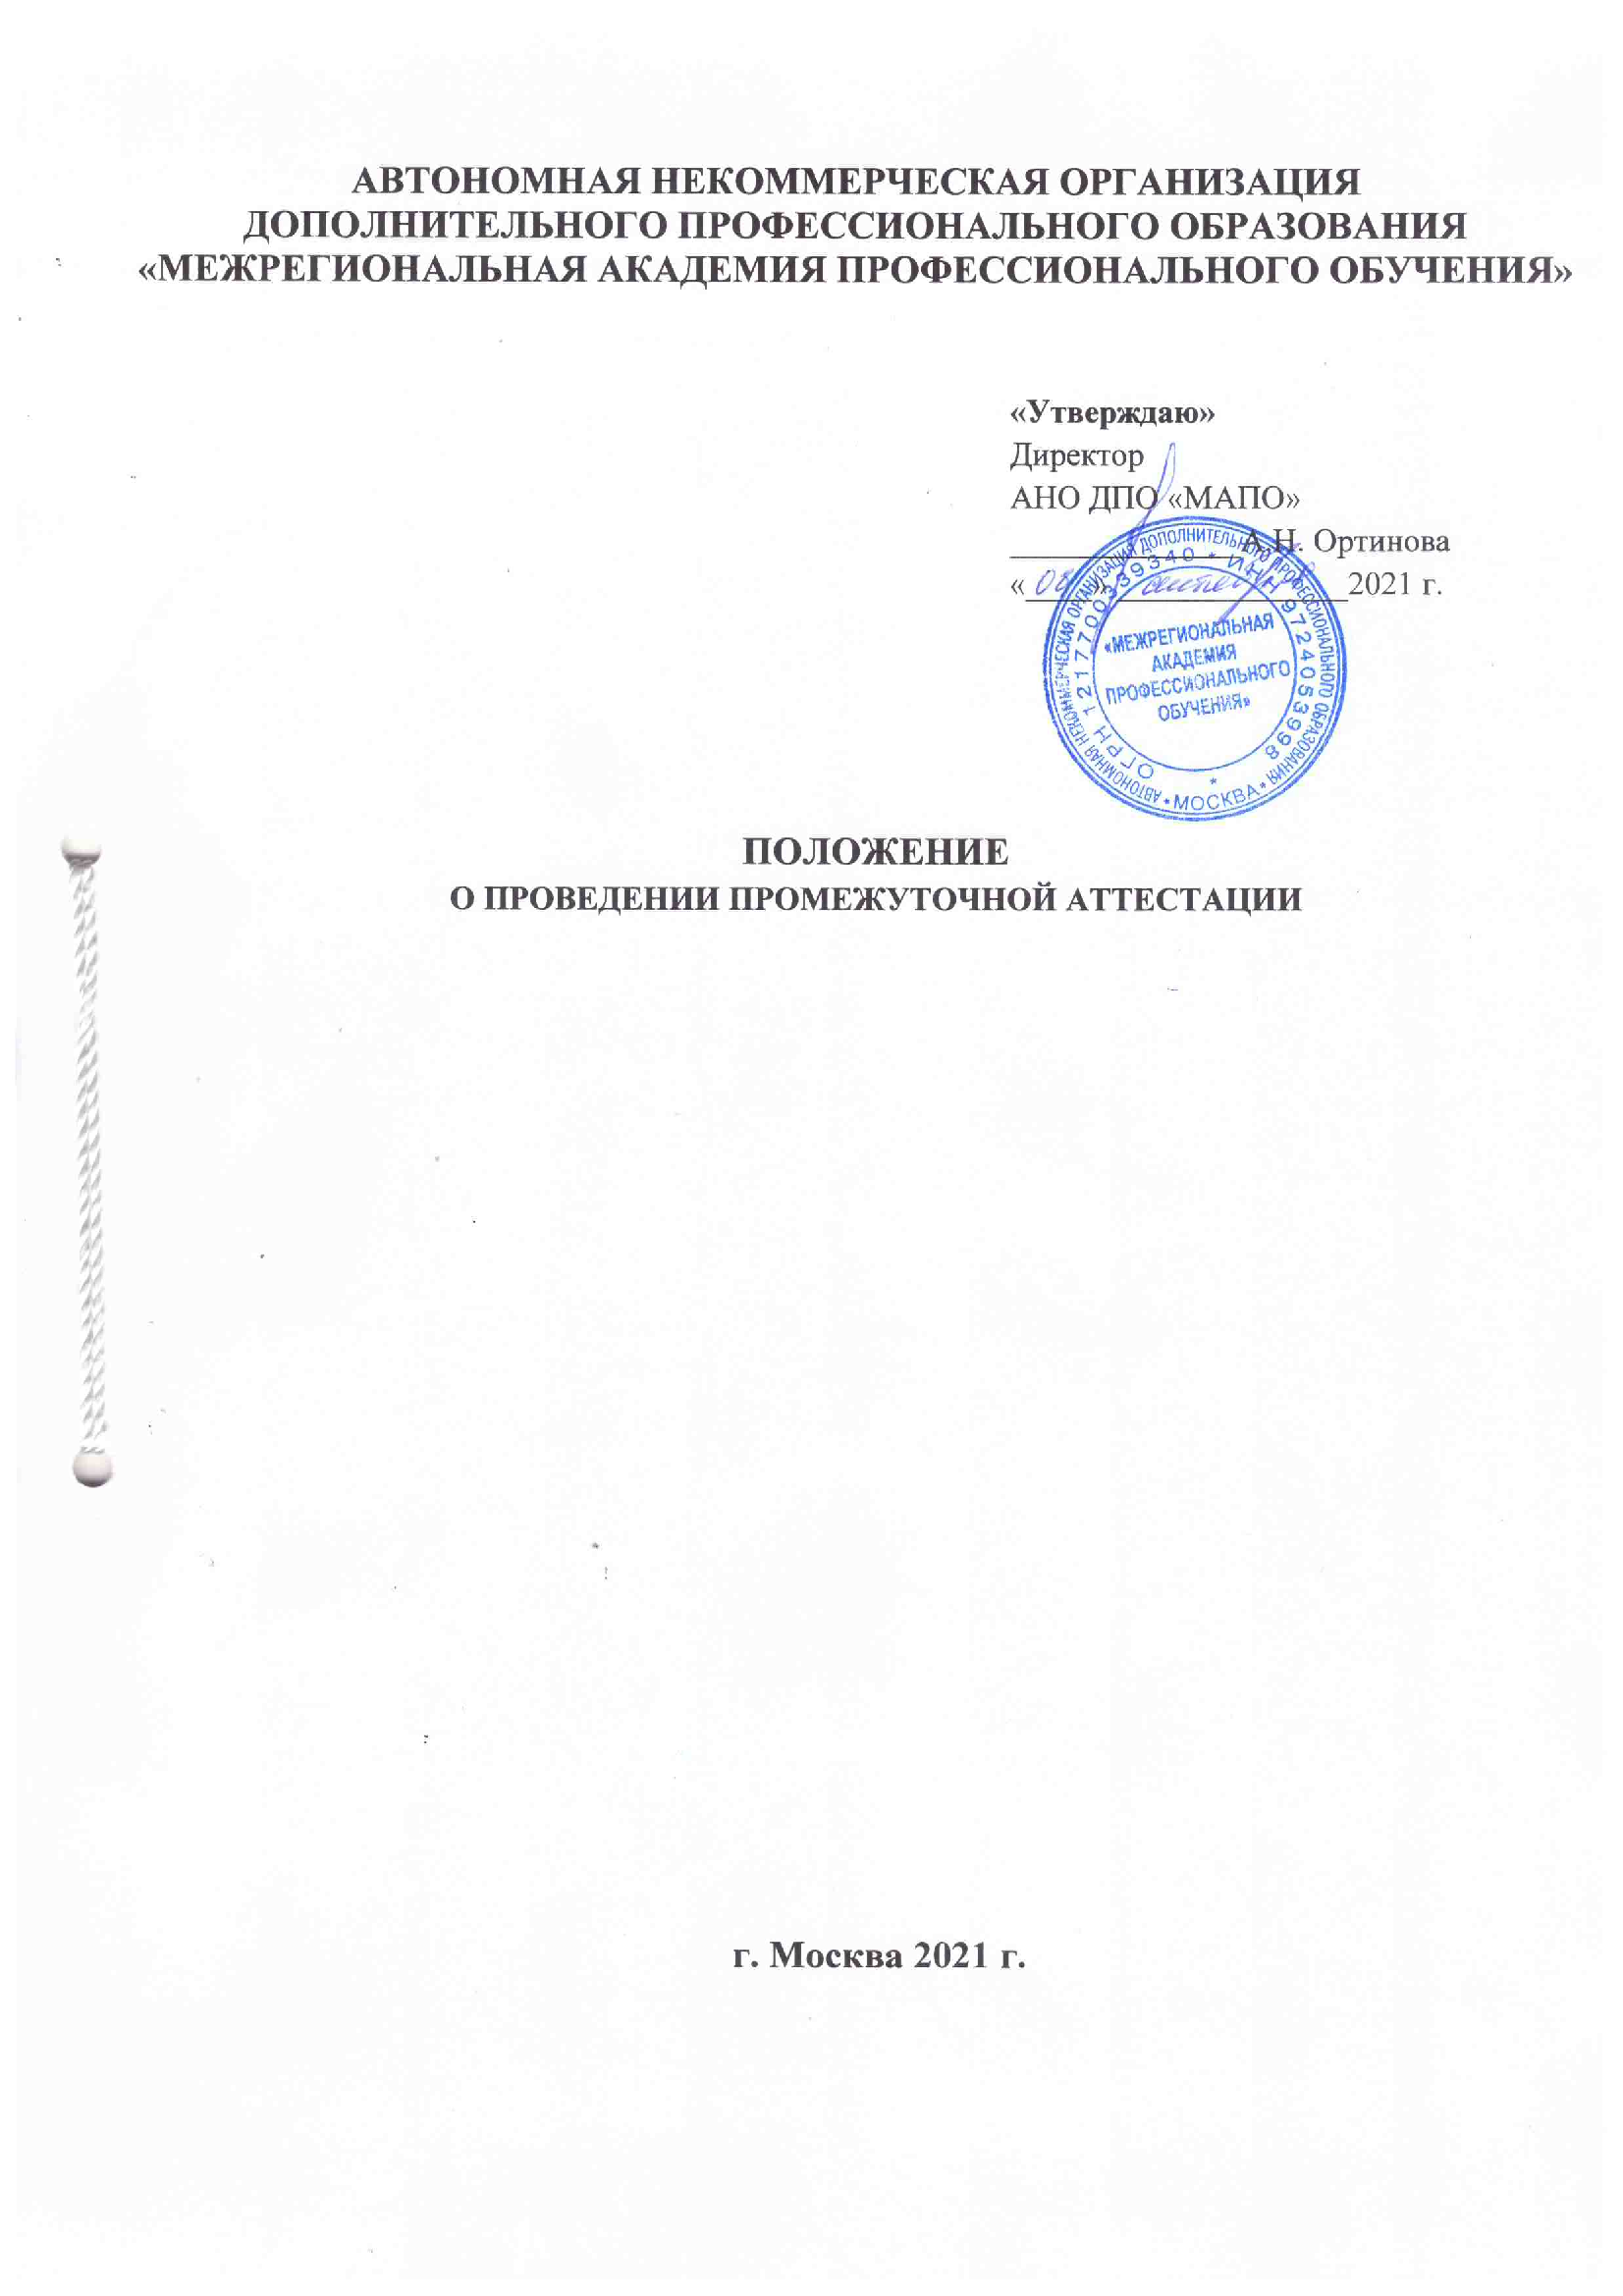 АВТОНОМНАЯ НЕКОММЕРЧЕСКАЯ ОРГАНИЗАЦИЯ
ДОПОЛНИТЕЛЬНОГО ПРОФЕССИОНАЛЬНОГО ОБРАЗОВАНИЯ
«МЕЖРЕГИОНАЛЬНАЯ АКАДЕМИЯ ПРОФЕССИОНАЛЬНОГО ОБУЧЕНИЯ»
«Утверждаю»
Директор
АНО ДПО «МАПО»
А.Н. Ортинова
«08» сентября 2021 г.
АВТОНОМНАЯ НЕКОММЕРЧЕСКАЯ ОРГАНИЗАЦИЯ ДОПОЛНИТЕЛЬНОГО ПРОФЕССИОНАЛЬНОГО ОБРАЗОВАНИЯ * МОСКВА *
ОГРН 1217700339340 * ИНН 9724053998 *
«МЕЖРЕГИОНАЛЬНАЯ
АКАДЕМИЯ
ПРОФЕССИОНАЛЬНОГО
ОБУЧЕНИЯ»
ПОЛОЖЕНИЕ
О ПРОВЕДЕНИИ ПРОМЕЖУТОЧНОЙ АТТЕСТАЦИИ
г. Москва 2021 г.